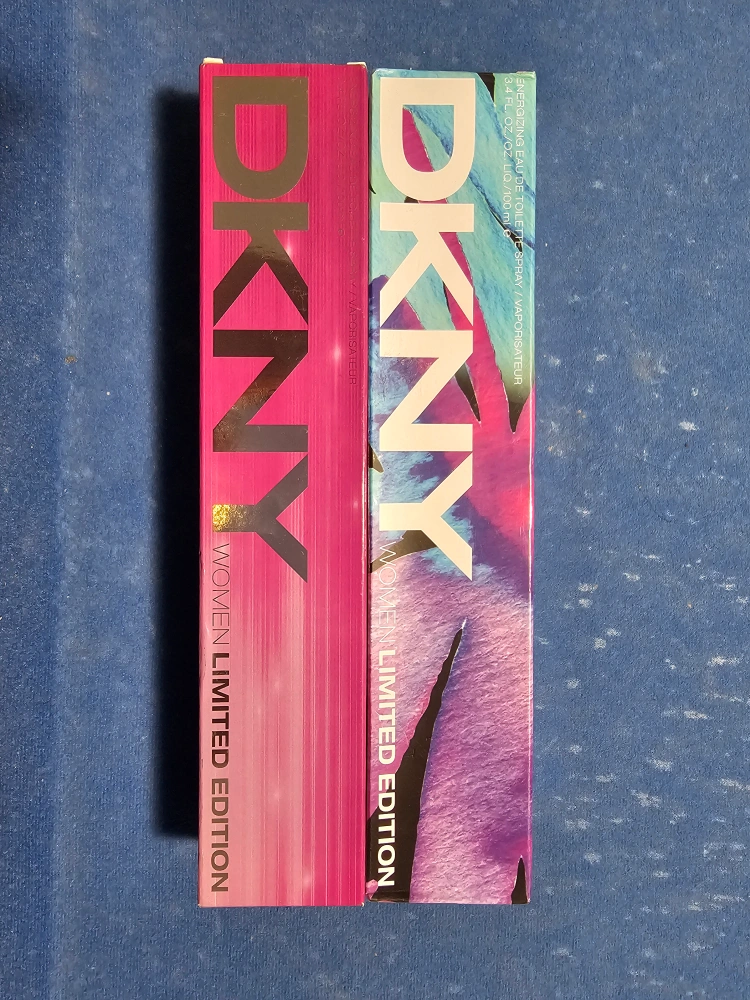 DKNY
WOMEN LIMITED EDITION
/ VAPORISATEUR
DKNY
WOMEN LIMITED EDITION
ENERGIZING EAU DE TOILETTE SPRAY / VAPORISATEUR
3.4 FL. OZ./OZ. LIQ./100 ml e